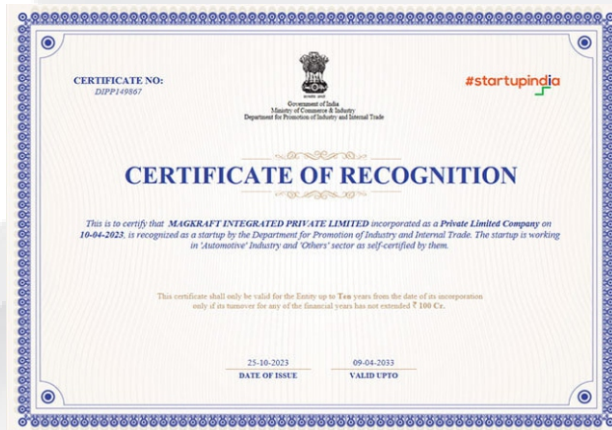 CERTIFICATE NO:
DIPP149867
#startupindia
Government of India
Ministry of Commerce & Industry
Department for Promotion of Industry and Internal Trade
CERTIFICATE OF RECOGNITION
This is to certify that MAGKRAFT INTEGRATED PRIVATE LIMITED incorporated as a Private Limited Company on
10-04-2023, is recognized as a startup by the Department for Promotion of Industry and Internal Trade. The startup is working
in 'Automotive' Industry and 'Others' sector as self-certified by them.
This certificate shall only be valid for the Entity up to Ten years from the date of its incorporation
only if its turnover for any of the financial years has not exceeded ₹ 100 Cr.
25-10-2023
09-04-2033
DATE OF ISSUE
VALID UPTO